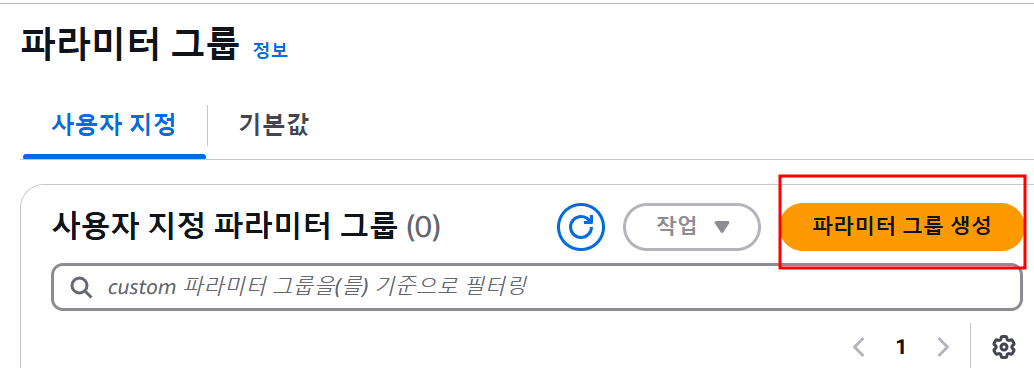 파라미터 그룹 정보
사용자 지정 기본값
사용자 지정 파라미터 그룹 (0) 작업 파라미터 그룹 생성
custom 파라미터 그룹을(를) 기준으로 필터링
1